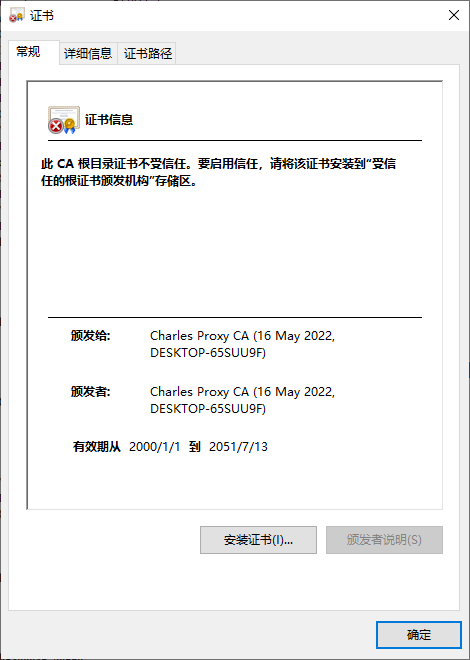 证书
常规 详细信息 证书路径
证书信息
此 CA 根目录证书不受信任。要启用信任，请将该证书安装到“受信
任的根证书颁发机构”存储区。
颁发给: Charles Proxy CA (16 May 2022,
DESKTOP-65SUU9F)
颁发者: Charles Proxy CA (16 May 2022,
DESKTOP-65SUU9F)
有效期从 2000/1/1 到 2051/7/13
安装证书(I)... 颁发者说明(S)
确定